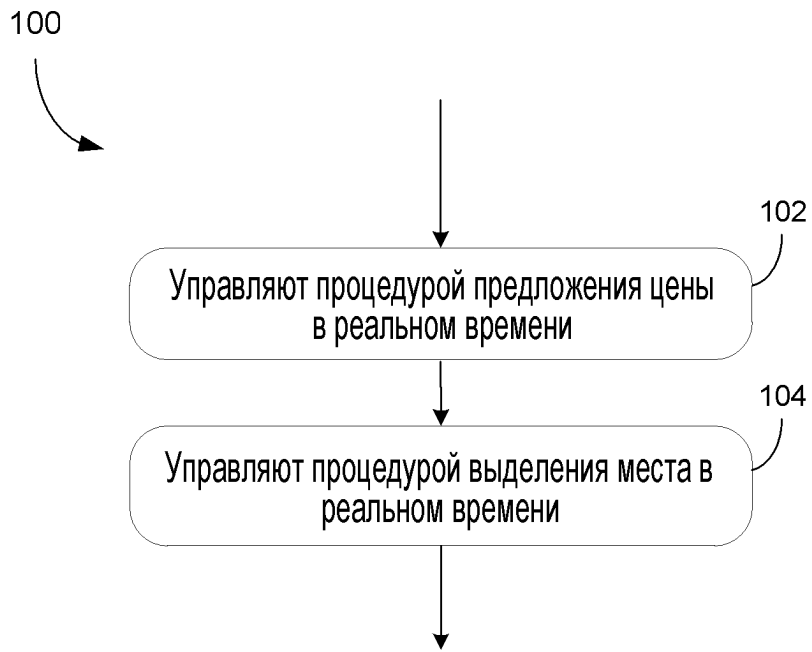 100
102
Управляют процедурой предложения цены
в реальном времени
104
Управляют процедурой выделения места в
реальном времени